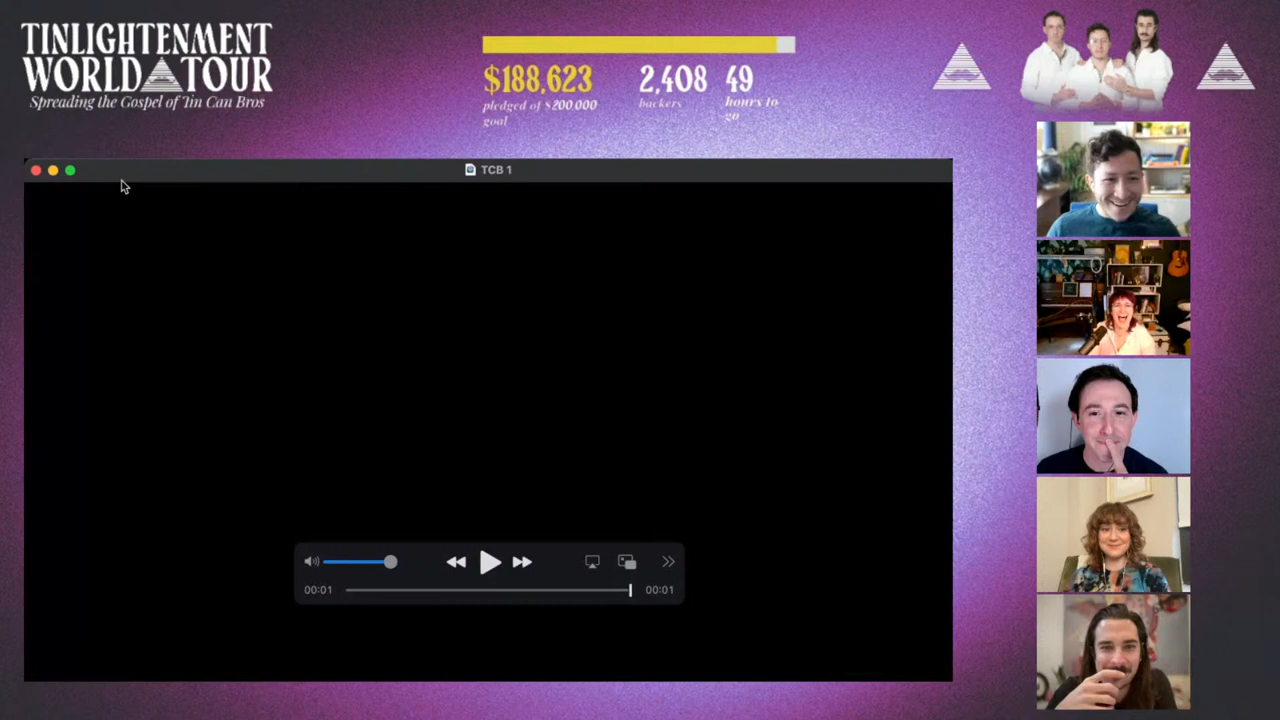 TINLIGHTENMENT
WORLD TOUR
Spreading the Gospel of Tin Can Bros
$188,623
pledged of $200 000
goal
2,408
backers
49
hours to
go
TCB 1
00:01
00:01